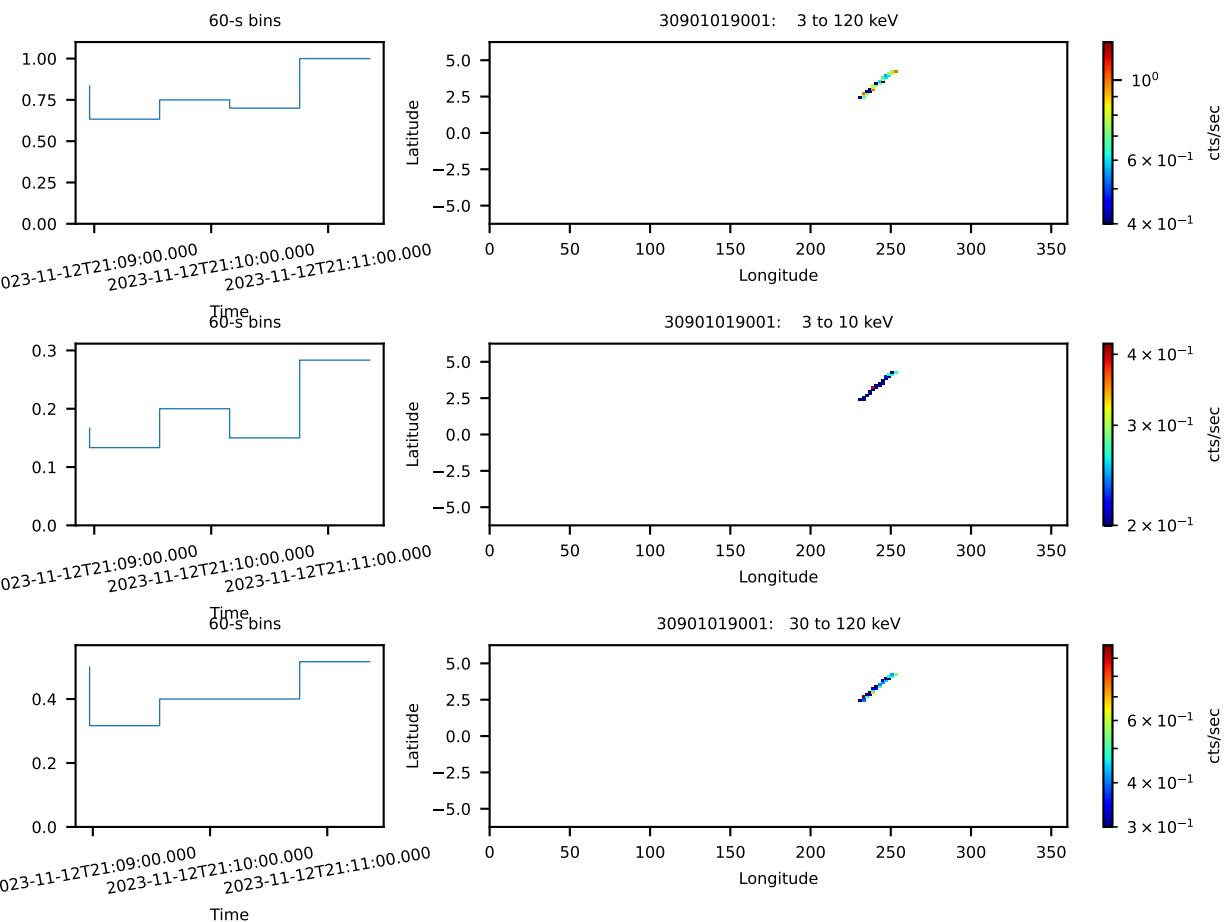 60-s bins
30901019001: 3 to 120 keV
1.00
0.75
0.50
0.25
0.00
023-11-12T21:09:00.000
2023-11-12T21:10:00.000
2023-11-12T21:11:00.000
Time
Latitude
5.0
2.5
0.0
−2.5
−5.0
0 50 100 150 200 250 300 350
Longitude
10⁰
6 × 10⁻¹
4 × 10⁻¹
cts/sec
60-s bins
30901019001: 3 to 10 keV
0.3
0.2
0.1
0.0
023-11-12T21:09:00.000
2023-11-12T21:10:00.000
2023-11-12T21:11:00.000
Time
Latitude
5.0
2.5
0.0
−2.5
−5.0
0 50 100 150 200 250 300 350
Longitude
4 × 10⁻¹
3 × 10⁻¹
2 × 10⁻¹
cts/sec
60-s bins
30901019001: 30 to 120 keV
0.4
0.2
0.0
023-11-12T21:09:00.000
2023-11-12T21:10:00.000
2023-11-12T21:11:00.000
Time
Latitude
5.0
2.5
0.0
−2.5
−5.0
0 50 100 150 200 250 300 350
Longitude
6 × 10⁻¹
4 × 10⁻¹
3 × 10⁻¹
cts/sec